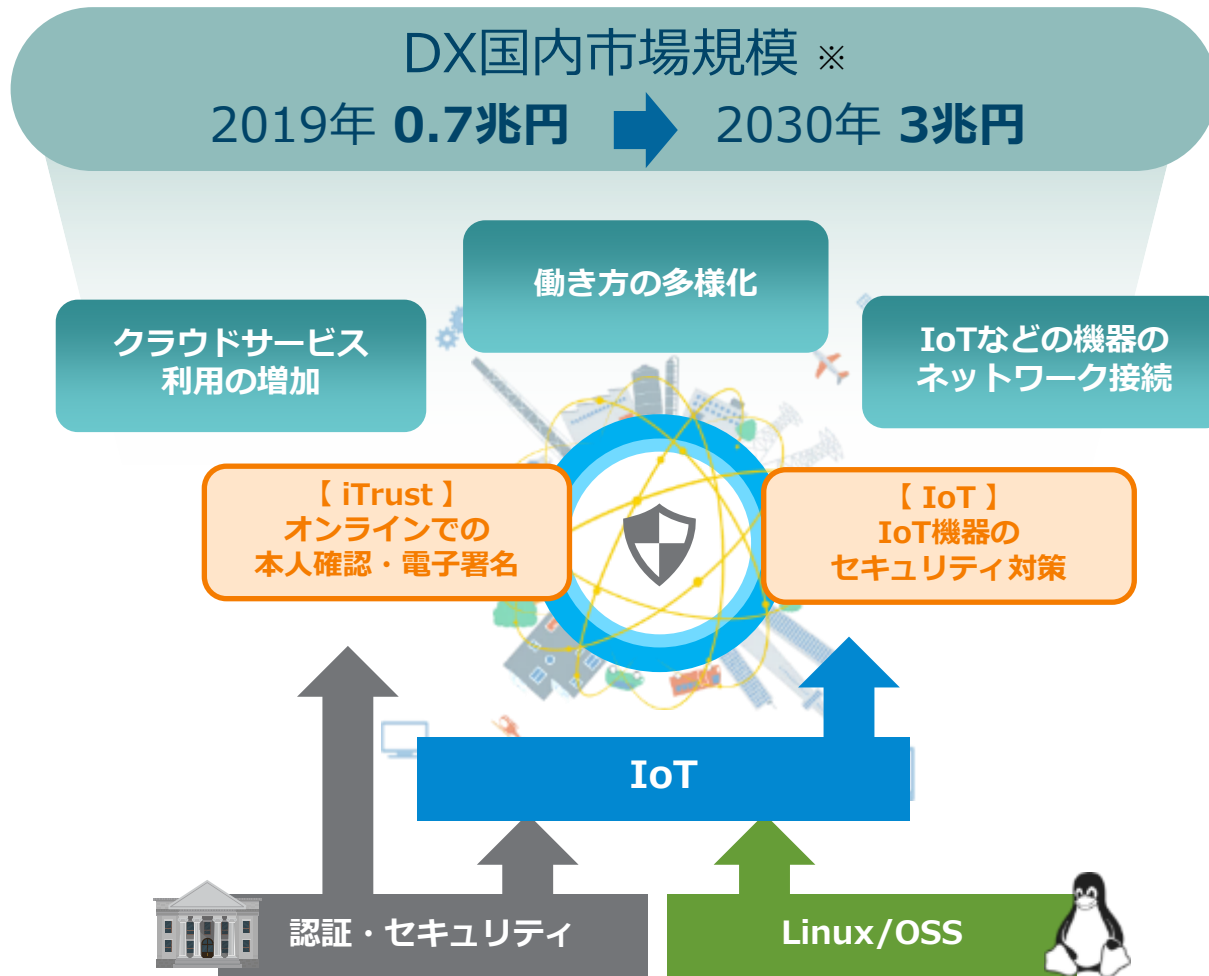 DX国内市場規模 ※
2019年 0.7兆円 2030年 3兆円
働き方の多様化
クラウドサービス
利用の増加
IoTなどの機器の
ネットワーク接続
【 iTrust 】
オンラインでの
本人確認・電子署名
【 IoT 】
IoT機器の
セキュリティ対策
IoT
認証・セキュリティ
Linux/OSS